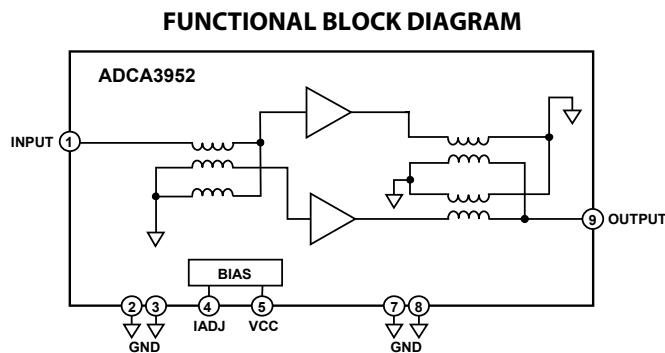 FUNCTIONAL BLOCK DIAGRAM
ADCA3952
INPUT 1
9 OUTPUT
BIAS
2 3 4 5 7 8
IADJ VCC
GND GND